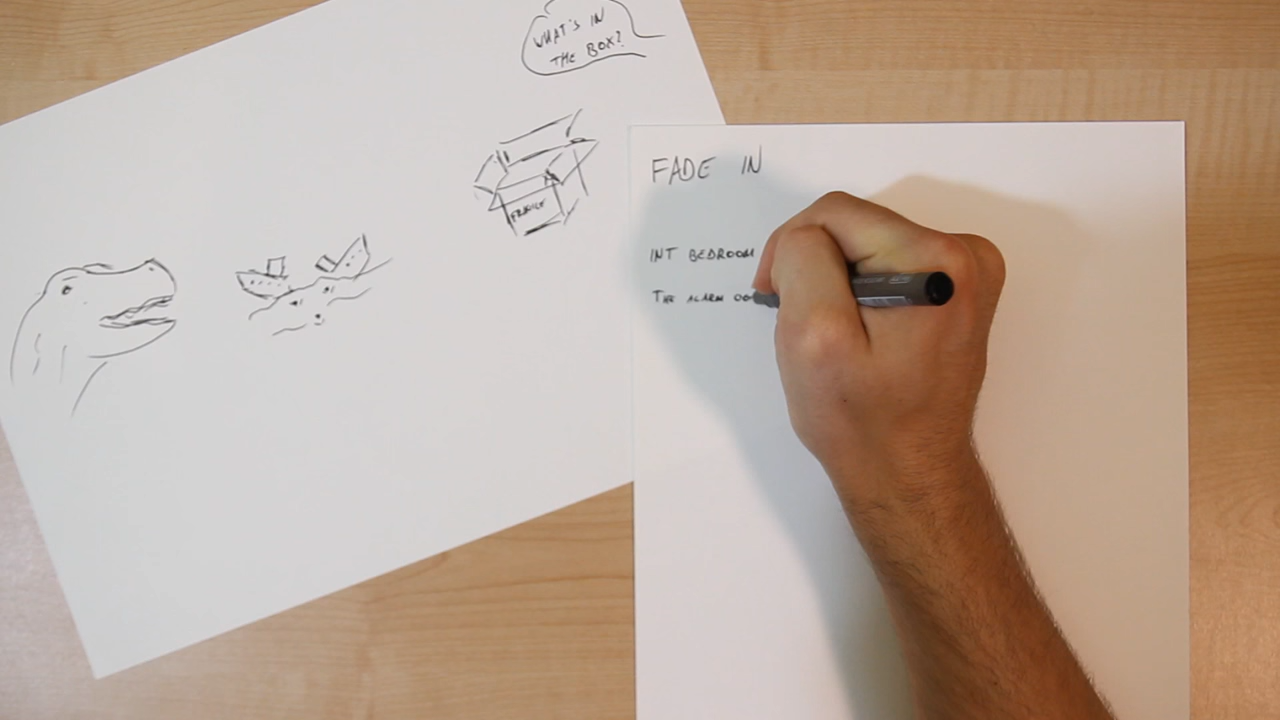 WHAT'S IN
THE BOX?
FRAGILE
FADE IN
INT BEDROOM
THE ALARM